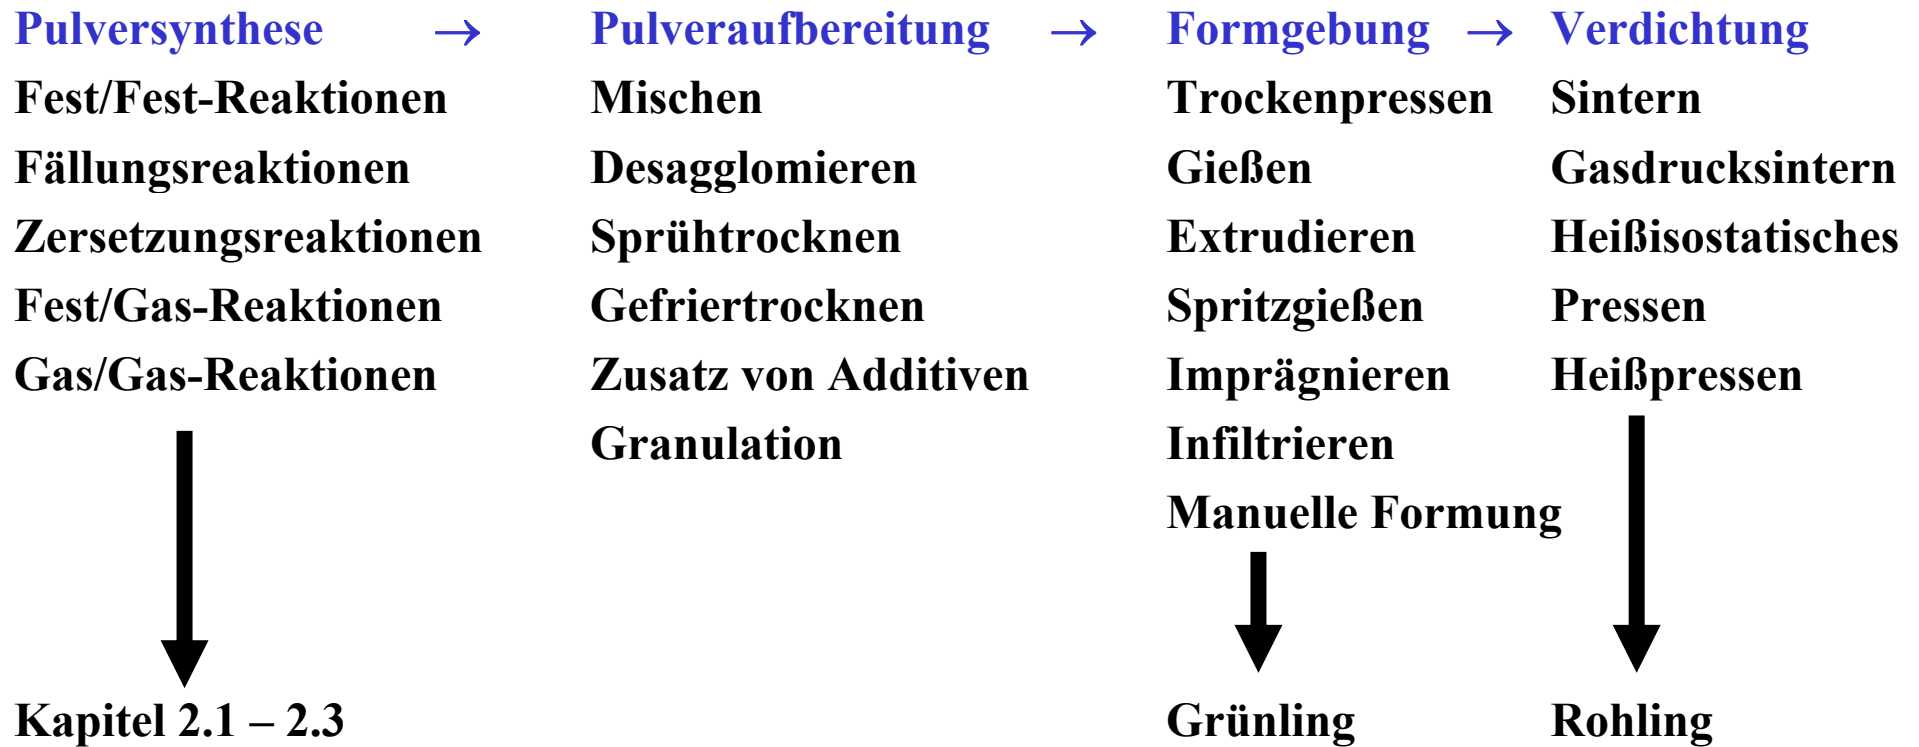 Pulversynthese → Pulveraufbereitung → Formgebung → Verdichtung
Fest/Fest-Reaktionen Mischen Trockenpressen Sintern
Fällungsreaktionen Desagglomieren Gießen Gasdrucksintern
Zersetzungsreaktionen Sprühtrocknen Extrudieren Heißisostatisches
Fest/Gas-Reaktionen Gefriertrocknen Spritzgießen Pressen
Gas/Gas-Reaktionen Zusatz von Additiven Imprägnieren Heißpressen
Granulation Infiltrieren
Manuelle Formung
Kapitel 2.1 – 2.3 Grünling Rohling